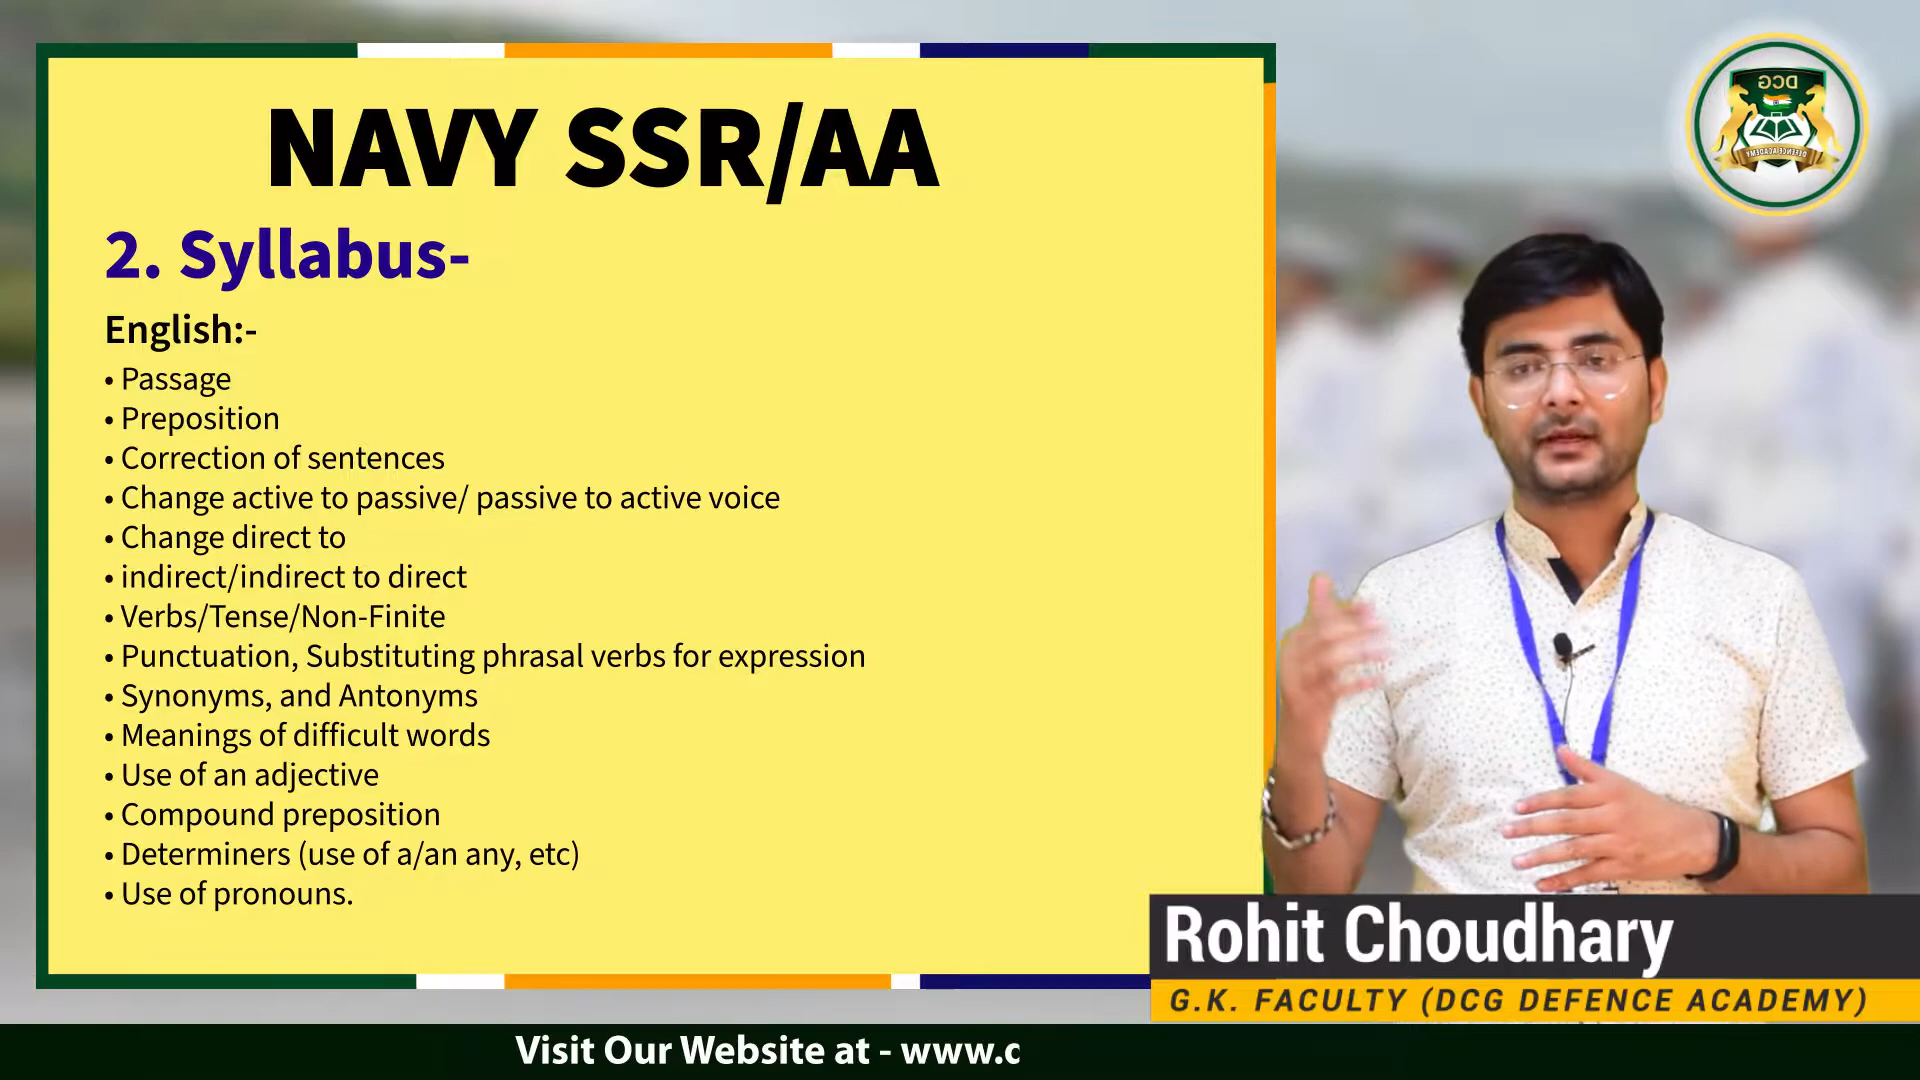 NAVY SSR/AA
2. Syllabus-
English:-
• Passage
• Preposition
• Correction of sentences
• Change active to passive/ passive to active voice
• Change direct to
• indirect/indirect to direct
• Verbs/Tense/Non-Finite
• Punctuation, Substituting phrasal verbs for expression
• Synonyms, and Antonyms
• Meanings of difficult words
• Use of an adjective
• Compound preposition
• Determiners (use of a/an any, etc)
• Use of pronouns.
DCG
DEFENCE ACADEMY
Rohit Choudhary
G.K. FACULTY (DCG DEFENCE ACADEMY)
Visit Our Website at - www.c